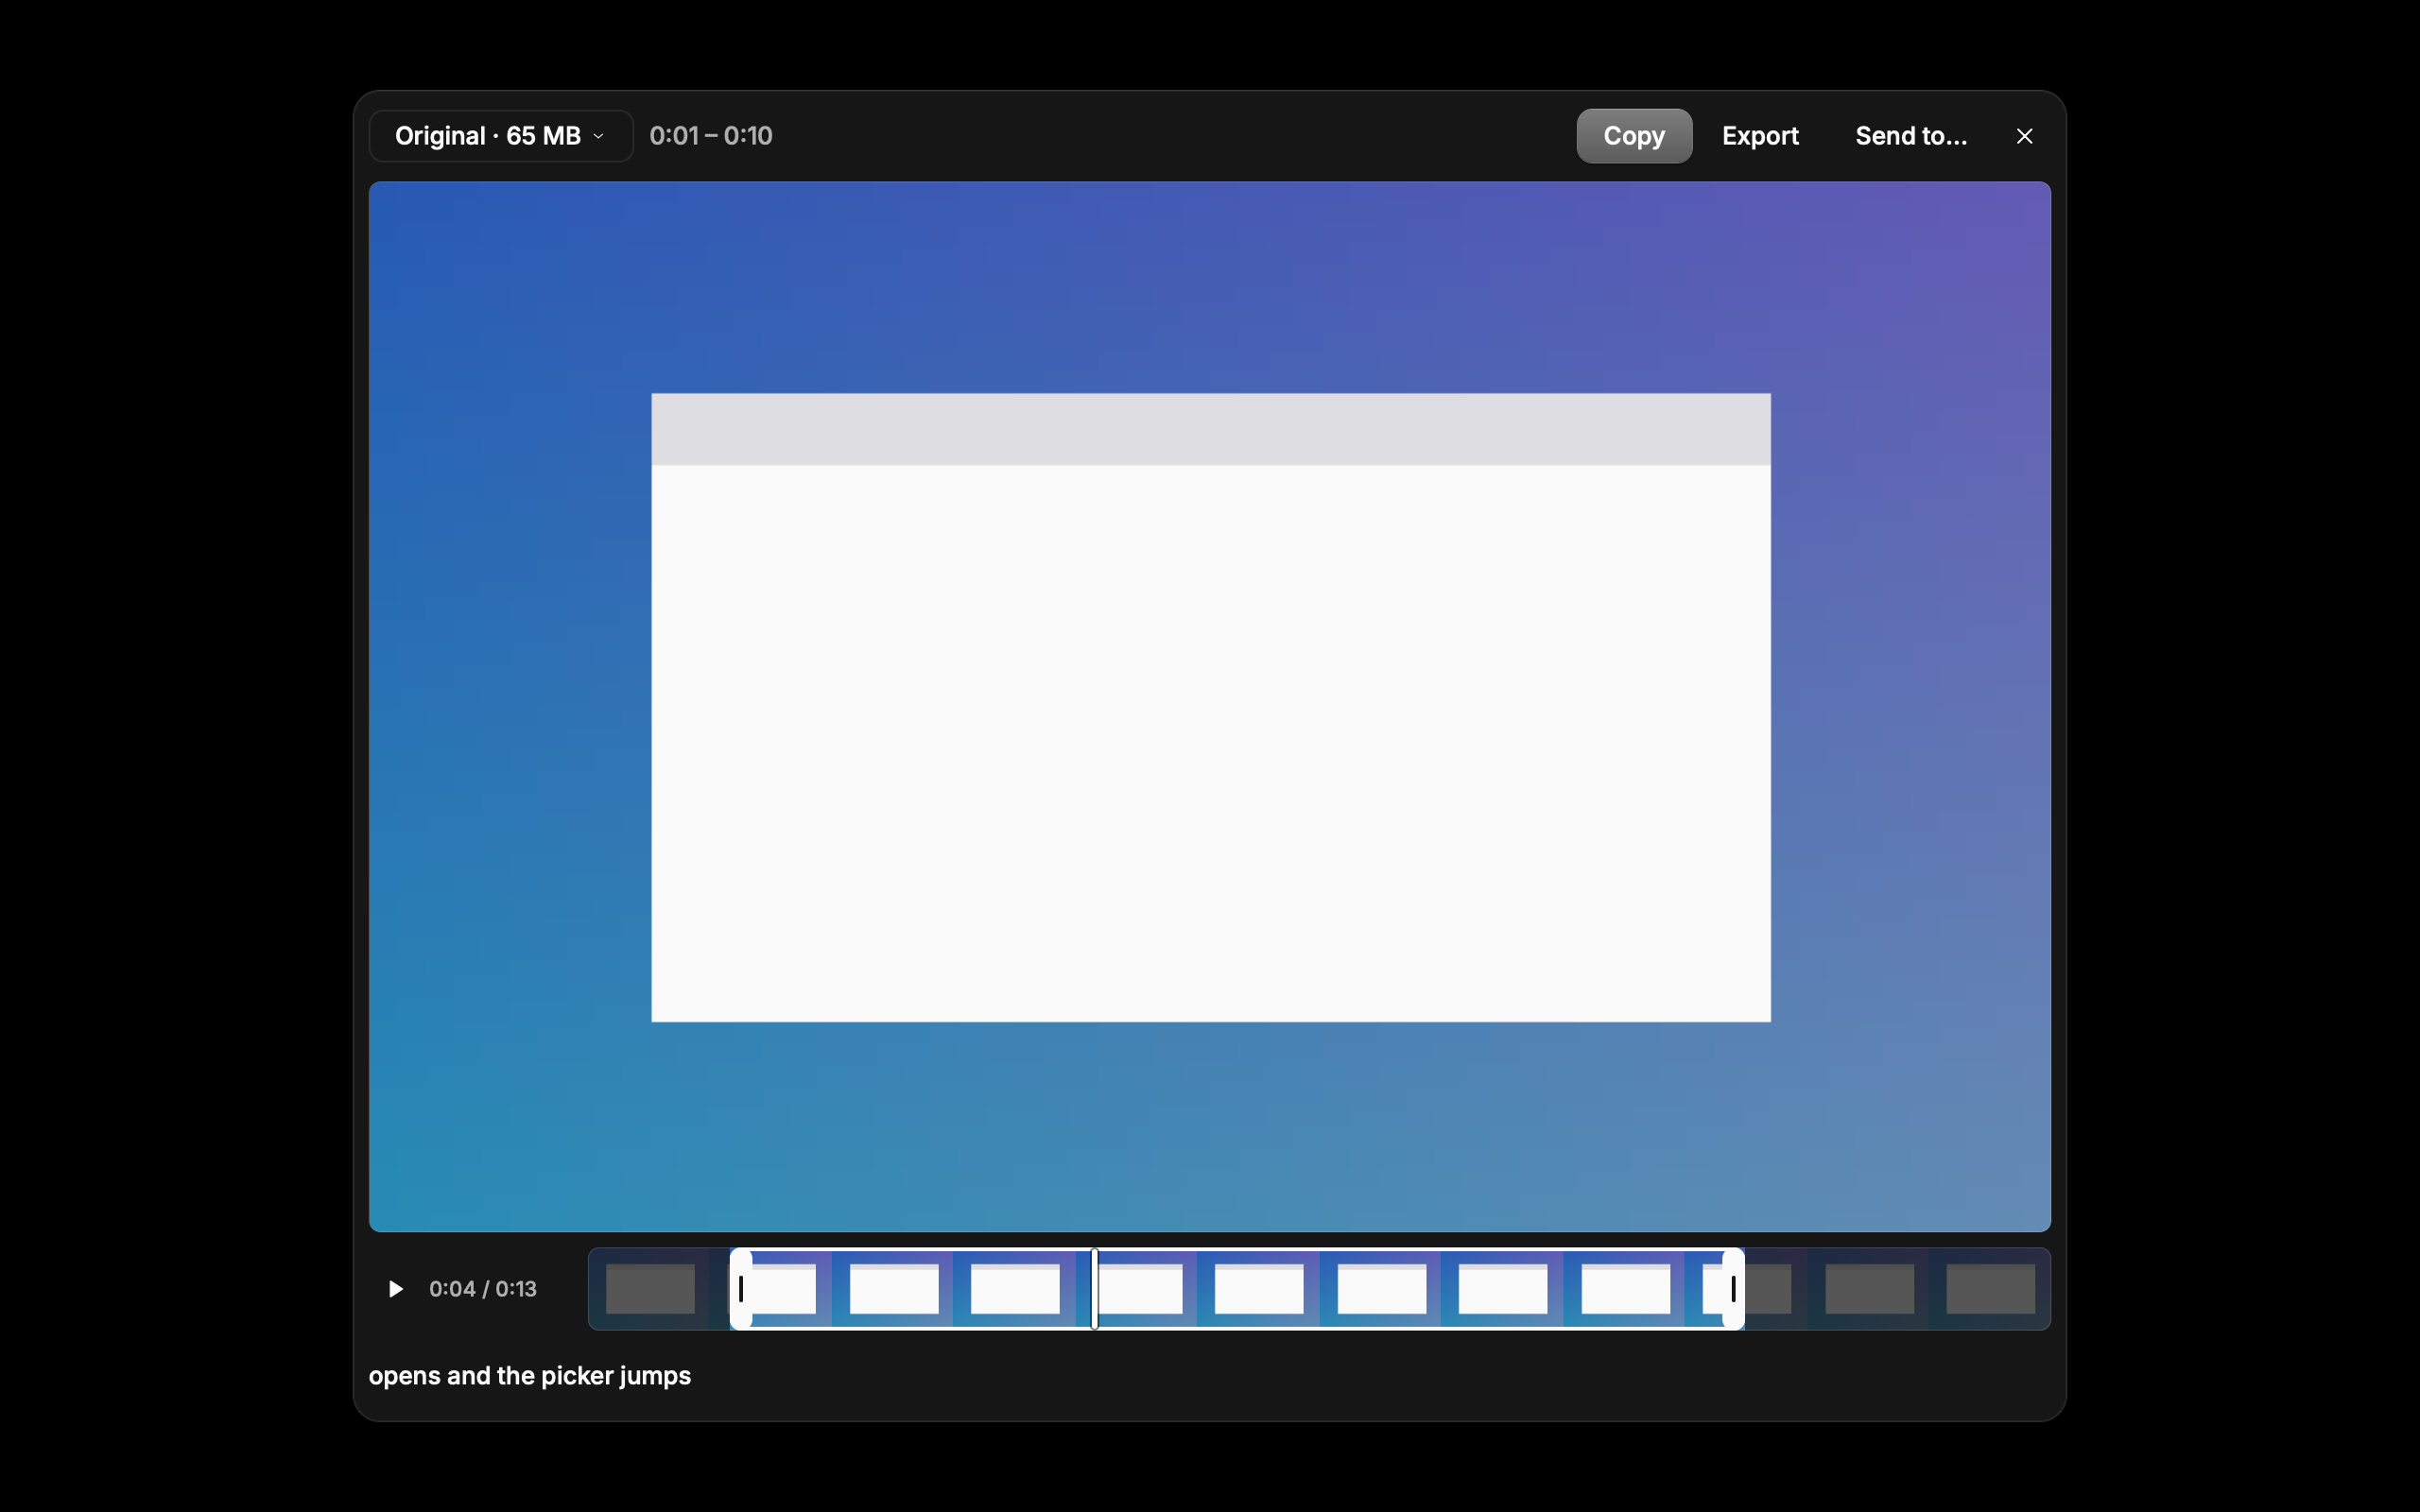 Original · 65 MB
0:01 – 0:10
Copy
Export
Send to...
0:04 / 0:13
opens and the picker jumps